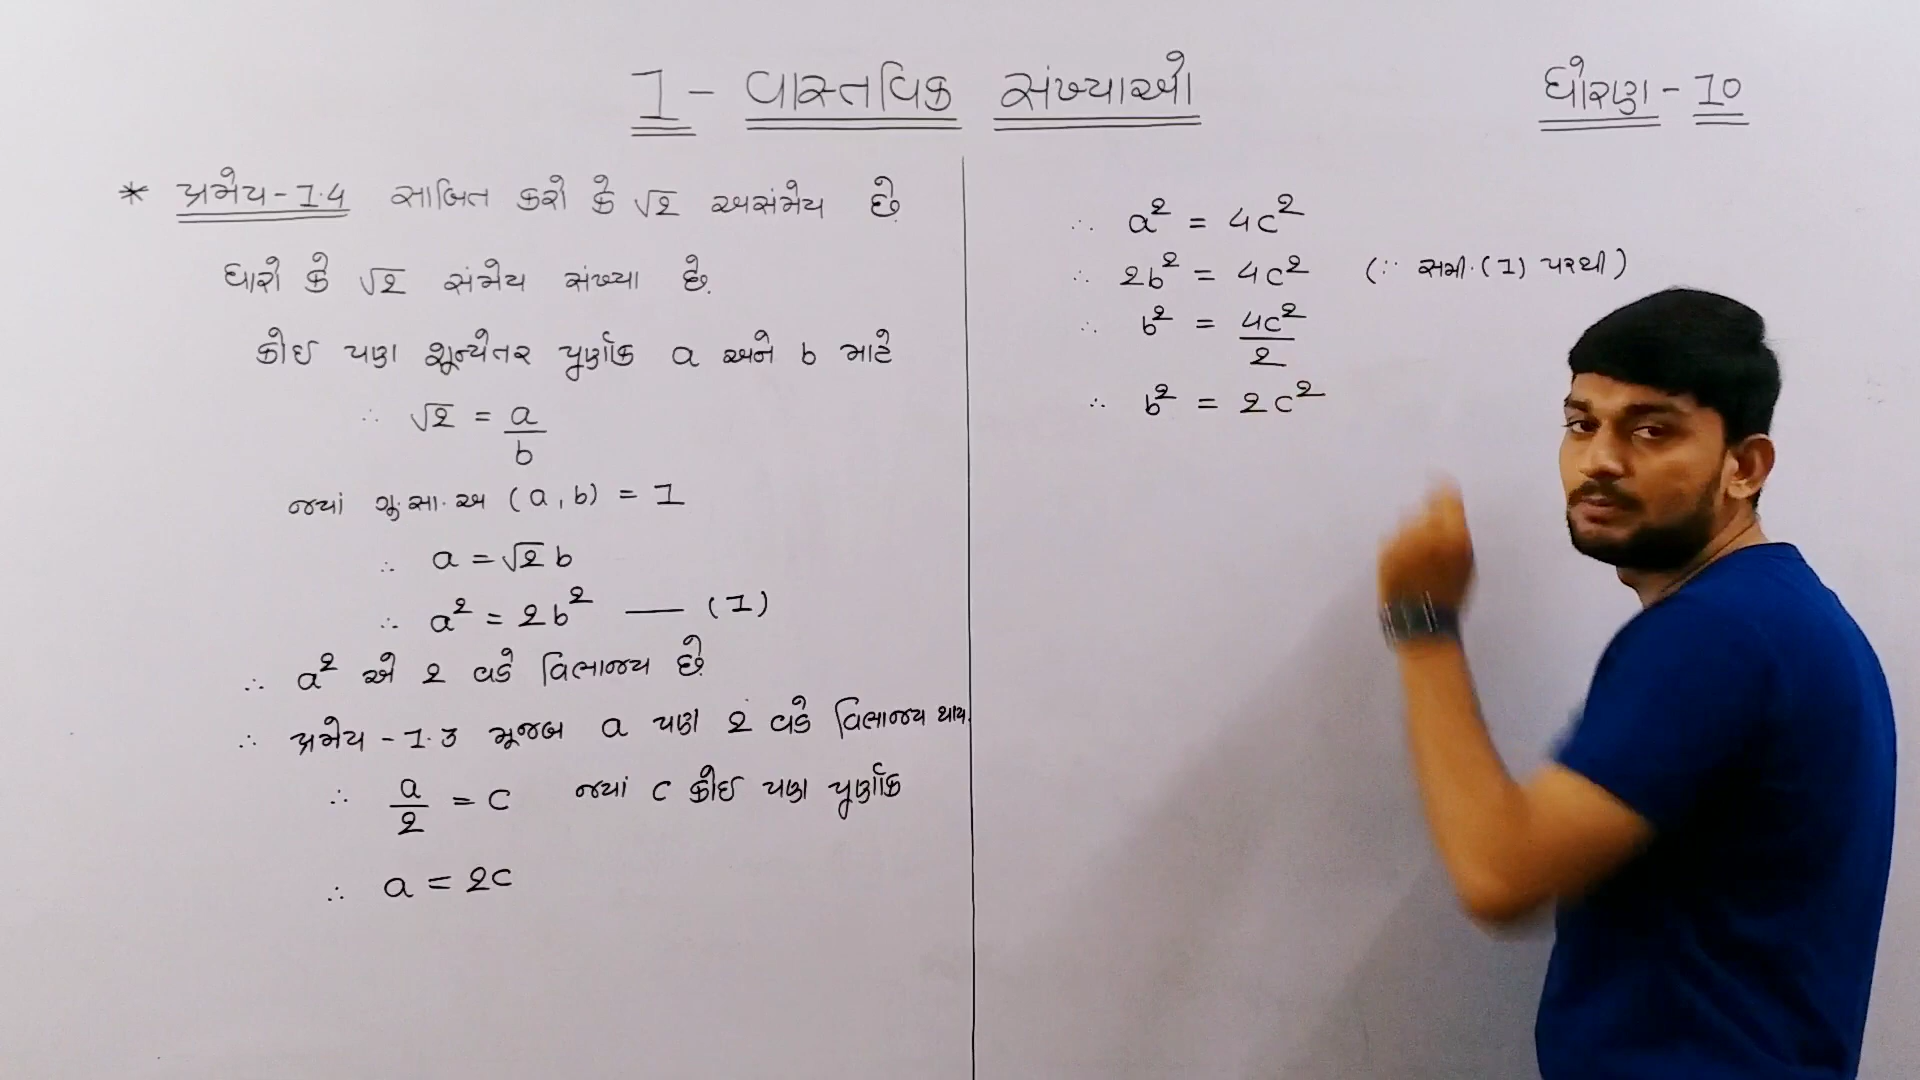 1 - વાસ્તવિક સંખ્યાઓ
ધોરણ - 10
* પ્રમેય - 1.4 સાબિત કરો કે √2 અસંમેય છે.
ધારો કે √2 સંમેય સંખ્યા છે.
કોઈ પણ શૂન્યેતર પૂર્ણાંક a અને b માટે
∴ √2 = a/b
જ્યાં ગુ.સા.અ (a, b) = 1
∴ a = √2 b
∴ a² = 2b² — (1)
∴ a² એ 2 વડે વિભાજ્ય છે.
∴ પ્રમેય - 1.3 મૂજબ a પણ 2 વડે વિભાજ્ય થાય.
∴ a/2 = c જ્યાં c કોઈ પણ પૂર્ણાંક
∴ a = 2c
∴ a² = 4c²
∴ 2b² = 4c² (∵ સમી. (1) પરથી)
∴ b² = 4c²/2
∴ b² = 2c²